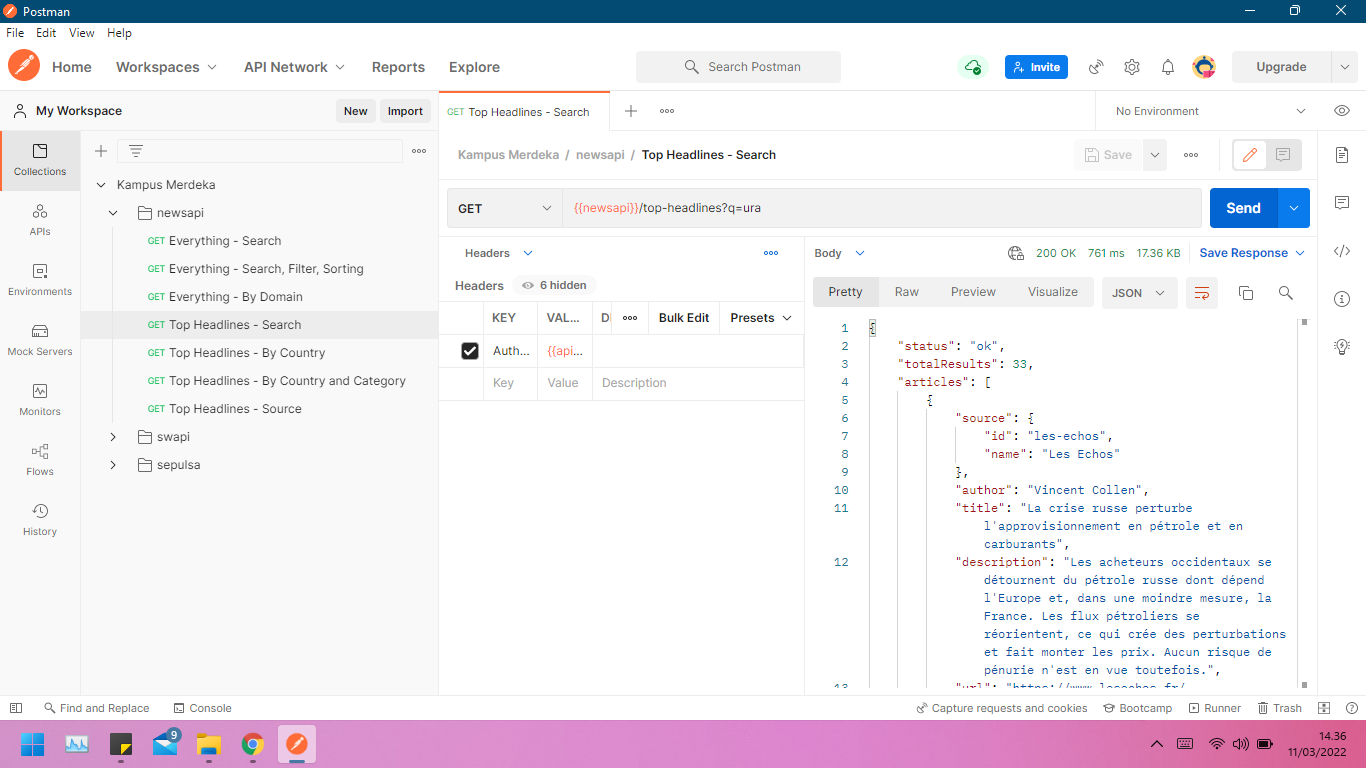 Postman
File Edit View Help
Home Workspaces API Network Reports Explore Search Postman Invite Upgrade
My Workspace New Import GET Top Headlines - Search No Environment
Collections
APIs
Environments
Mock Servers
Monitors
Flows
History
Kampus Merdeka
newsapi
GET Everything - Search
GET Everything - Search, Filter, Sorting
GET Everything - By Domain
GET Top Headlines - Search
GET Top Headlines - By Country
GET Top Headlines - By Country and Category
GET Top Headlines - Source
swapi
sepulsa
Kampus Merdeka / newsapi / Top Headlines - Search Save
GET {{newsapi}}/top-headlines?q=ura Send
Headers
Headers 6 hidden
KEY VAL... DI Bulk Edit Presets
Auth... {{api...
Key Value Description
Body 200 OK 761 ms 17.36 KB Save Response
Pretty Raw Preview Visualize JSON
1 {
2 "status": "ok",
3 "totalResults": 33,
4 "articles": [
5 {
6 "source": {
7 "id": "les-echos",
8 "name": "Les Echos"
9 },
10 "author": "Vincent Collen",
11 "title": "La crise russe perturbe
l'approvisionnement en pétrole et en
carburants",
12 "description": "Les acheteurs occidentaux se
détournent du pétrole russe dont dépend
l'Europe et, dans une moindre mesure, la
France. Les flux pétroliers se
réorientent, ce qui crée des perturbations
et fait monter les prix. Aucun risque de
pénurie n'est en vue toutefois.",
13 "url": "https://www.lesechos.fr/
Find and Replace Console Capture requests and cookies Bootcamp Runner Trash
9
14.36
11/03/2022